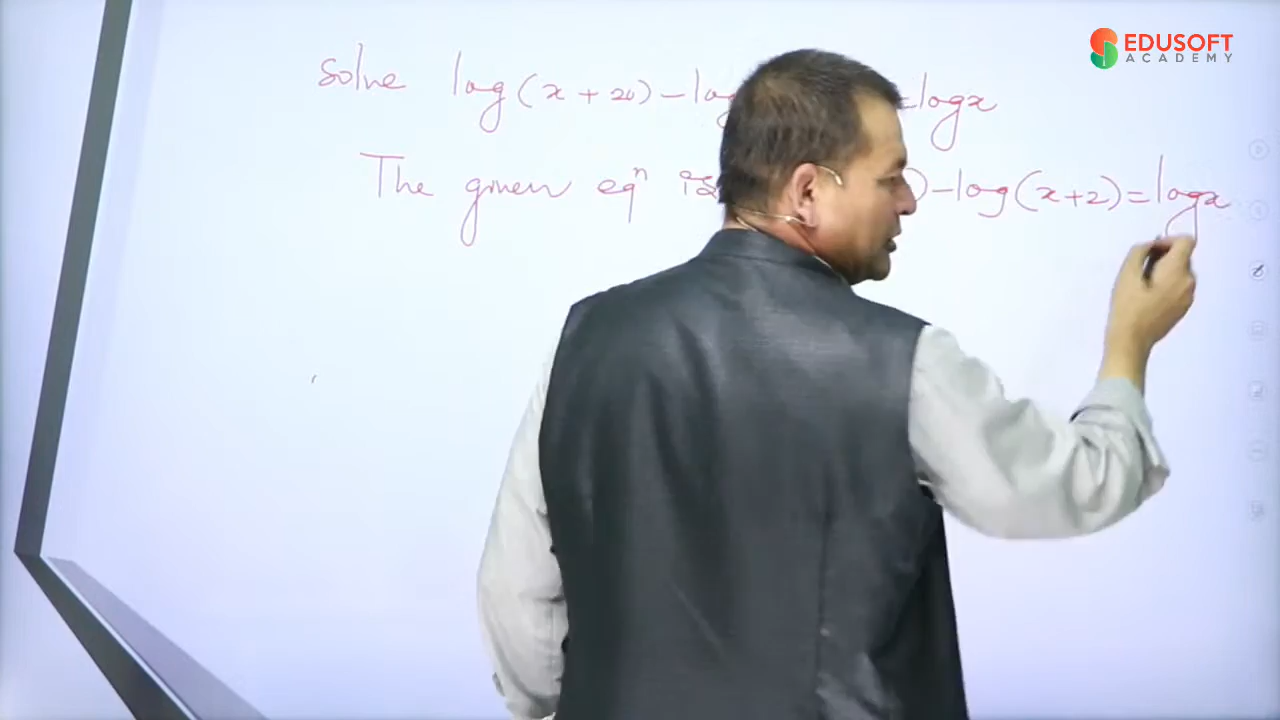 EDUSOFT
ACADEMY
Solve log(x+20)-log =logx
The given eqⁿ is )-log(x+2)=logx